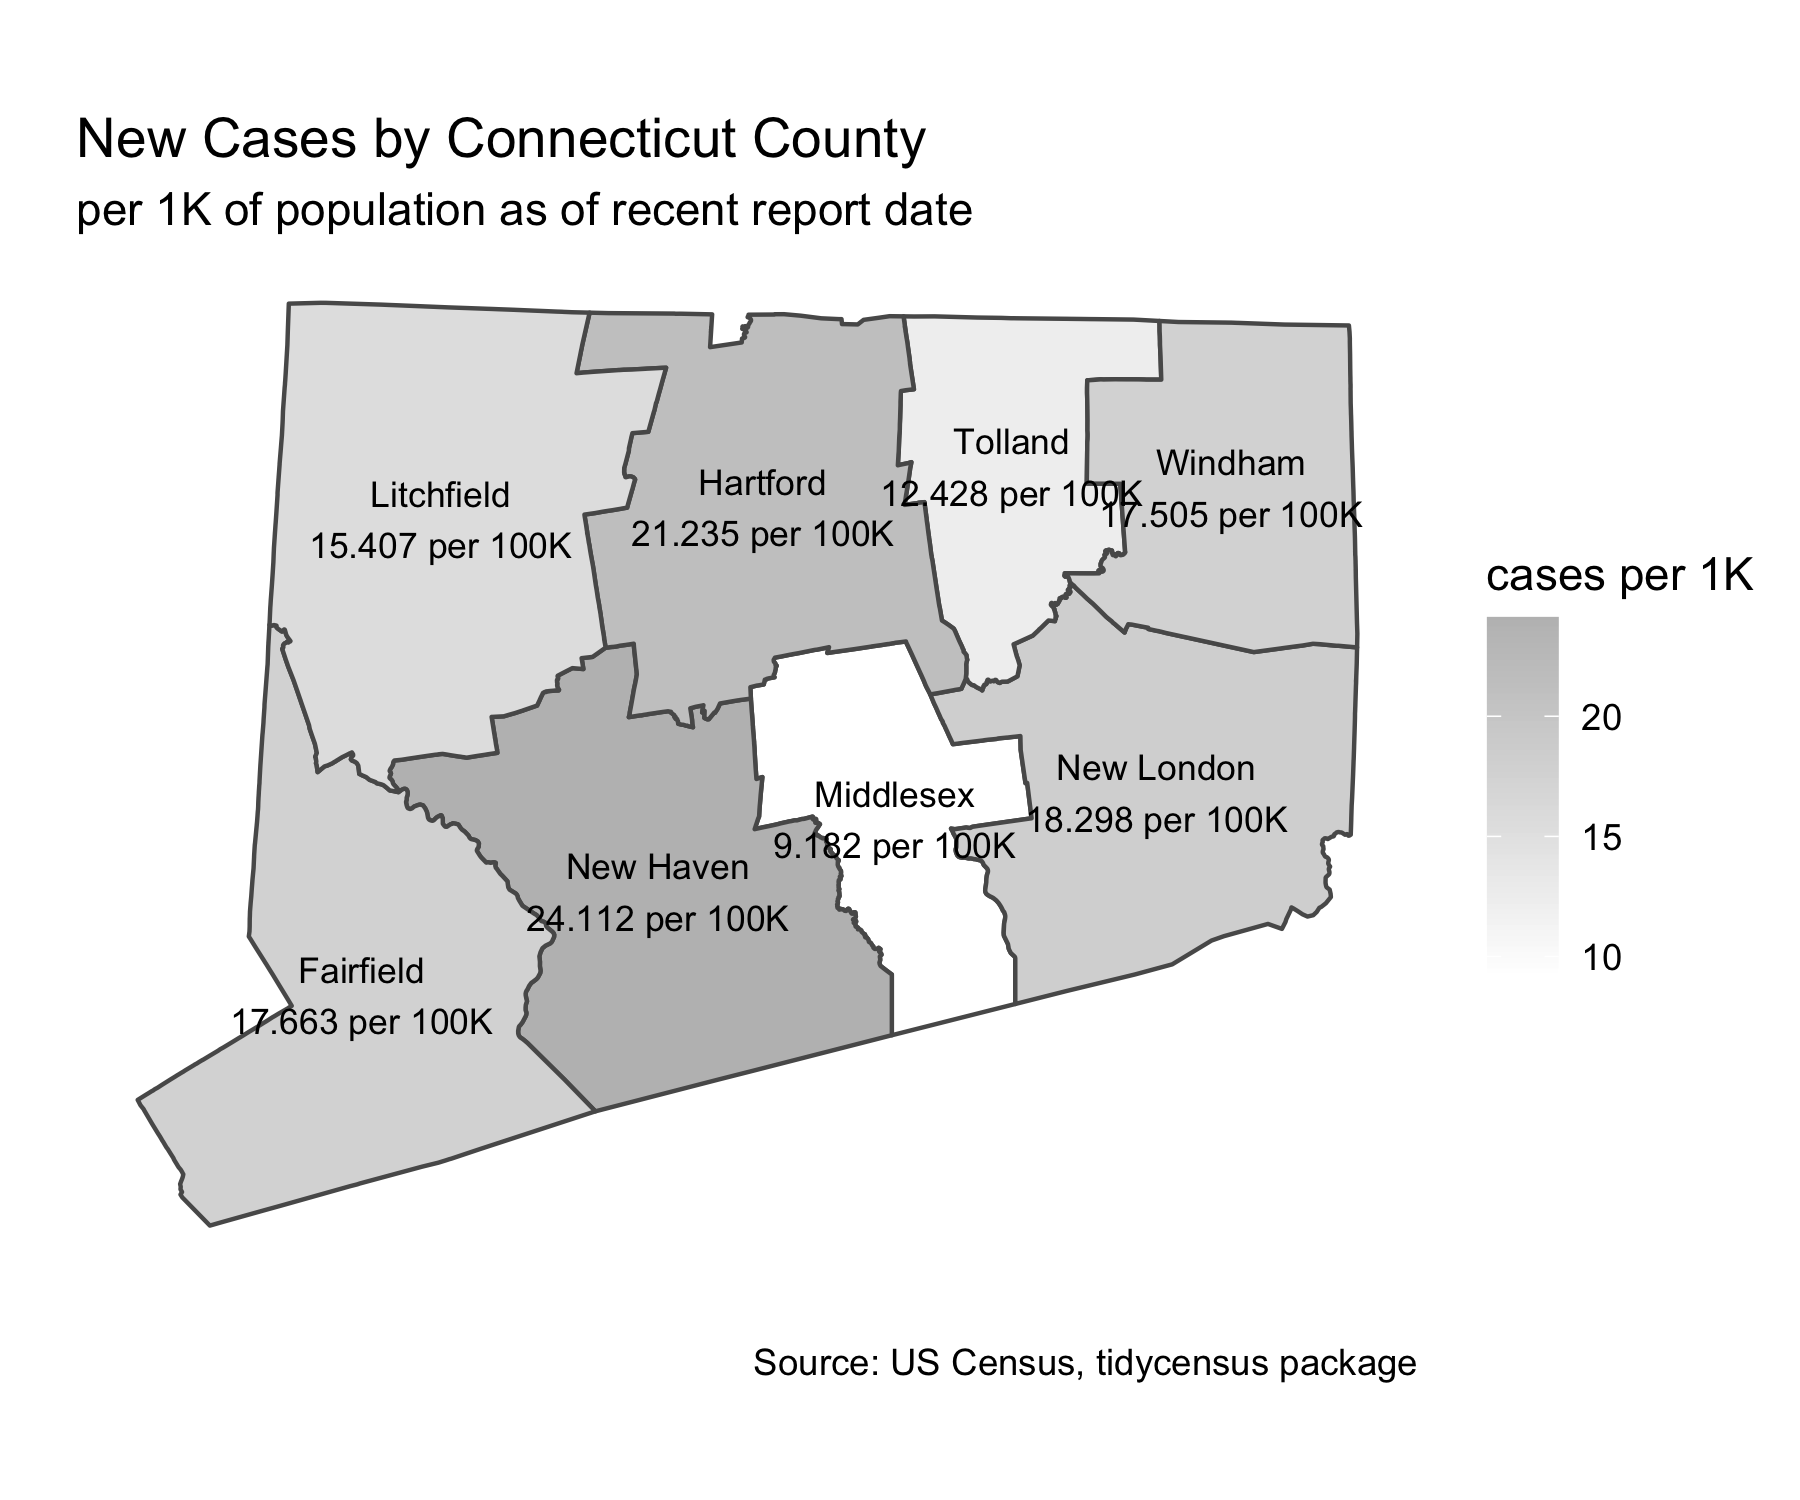 New Cases by Connecticut County
per 1K of population as of recent report date
Litchfield
15.407 per 100K
Hartford
21.235 per 100K
Tolland
12.428 per 100K
Windham
17.505 per 100K
New London
18.298 per 100K
Middlesex
9.182 per 100K
New Haven
24.112 per 100K
Fairfield
17.663 per 100K
cases per 1K
20
15
10
Source: US Census, tidycensus package